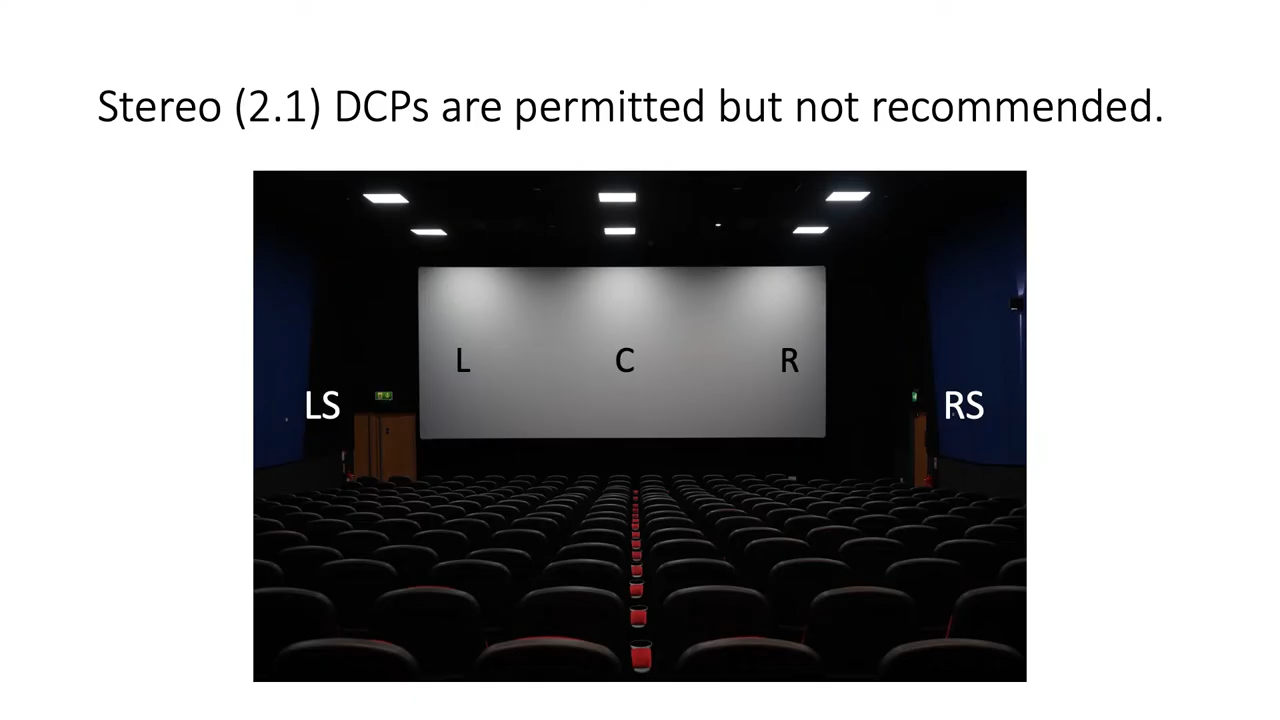 Stereo (2.1) DCPs are permitted but not recommended.
L C R
LS RS